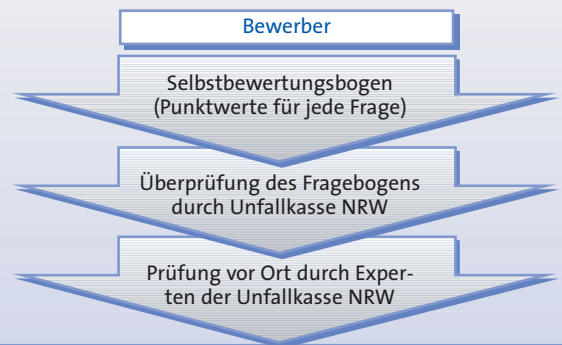 Bewerber
Selbstbewertungsbogen
(Punktwerte für jede Frage)
Überprüfung des Fragebogens
durch Unfallkasse NRW
Prüfung vor Ort durch Exper-
ten der Unfallkasse NRW